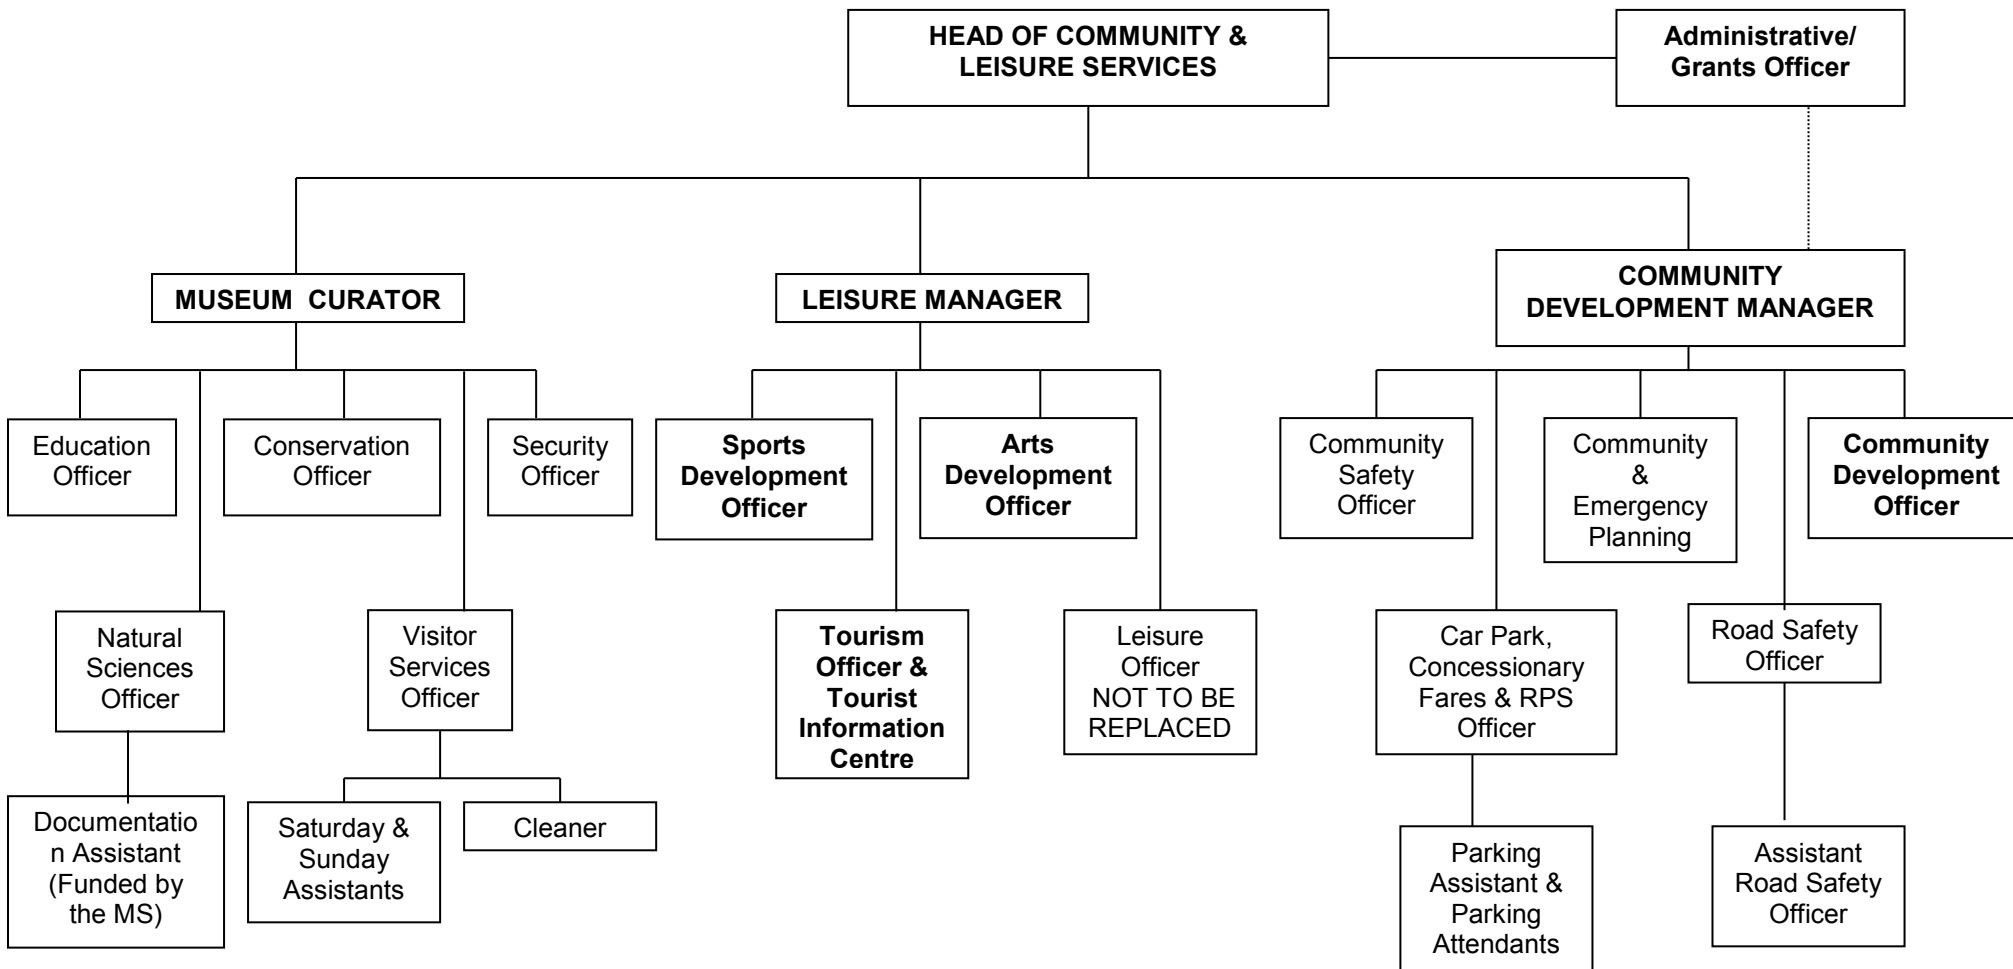 HEAD OF COMMUNITY &
LEISURE SERVICES
Administrative/
Grants Officer
MUSEUM CURATOR
LEISURE MANAGER
COMMUNITY
DEVELOPMENT MANAGER
Education
Officer
Conservation
Officer
Security
Officer
Sports
Development
Officer
Arts
Development
Officer
Community
Safety
Officer
Community
&
Emergency
Planning
Community
Development
Officer
Natural
Sciences
Officer
Visitor
Services
Officer
Tourism
Officer &
Tourist
Information
Centre
Leisure
Officer
NOT TO BE
REPLACED
Car Park,
Concessionary
Fares & RPS
Officer
Road Safety
Officer
Documentatio
n Assistant
(Funded by
the MS)
Saturday &
Sunday
Assistants
Cleaner
Parking
Assistant &
Parking
Attendants
Assistant
Road Safety
Officer